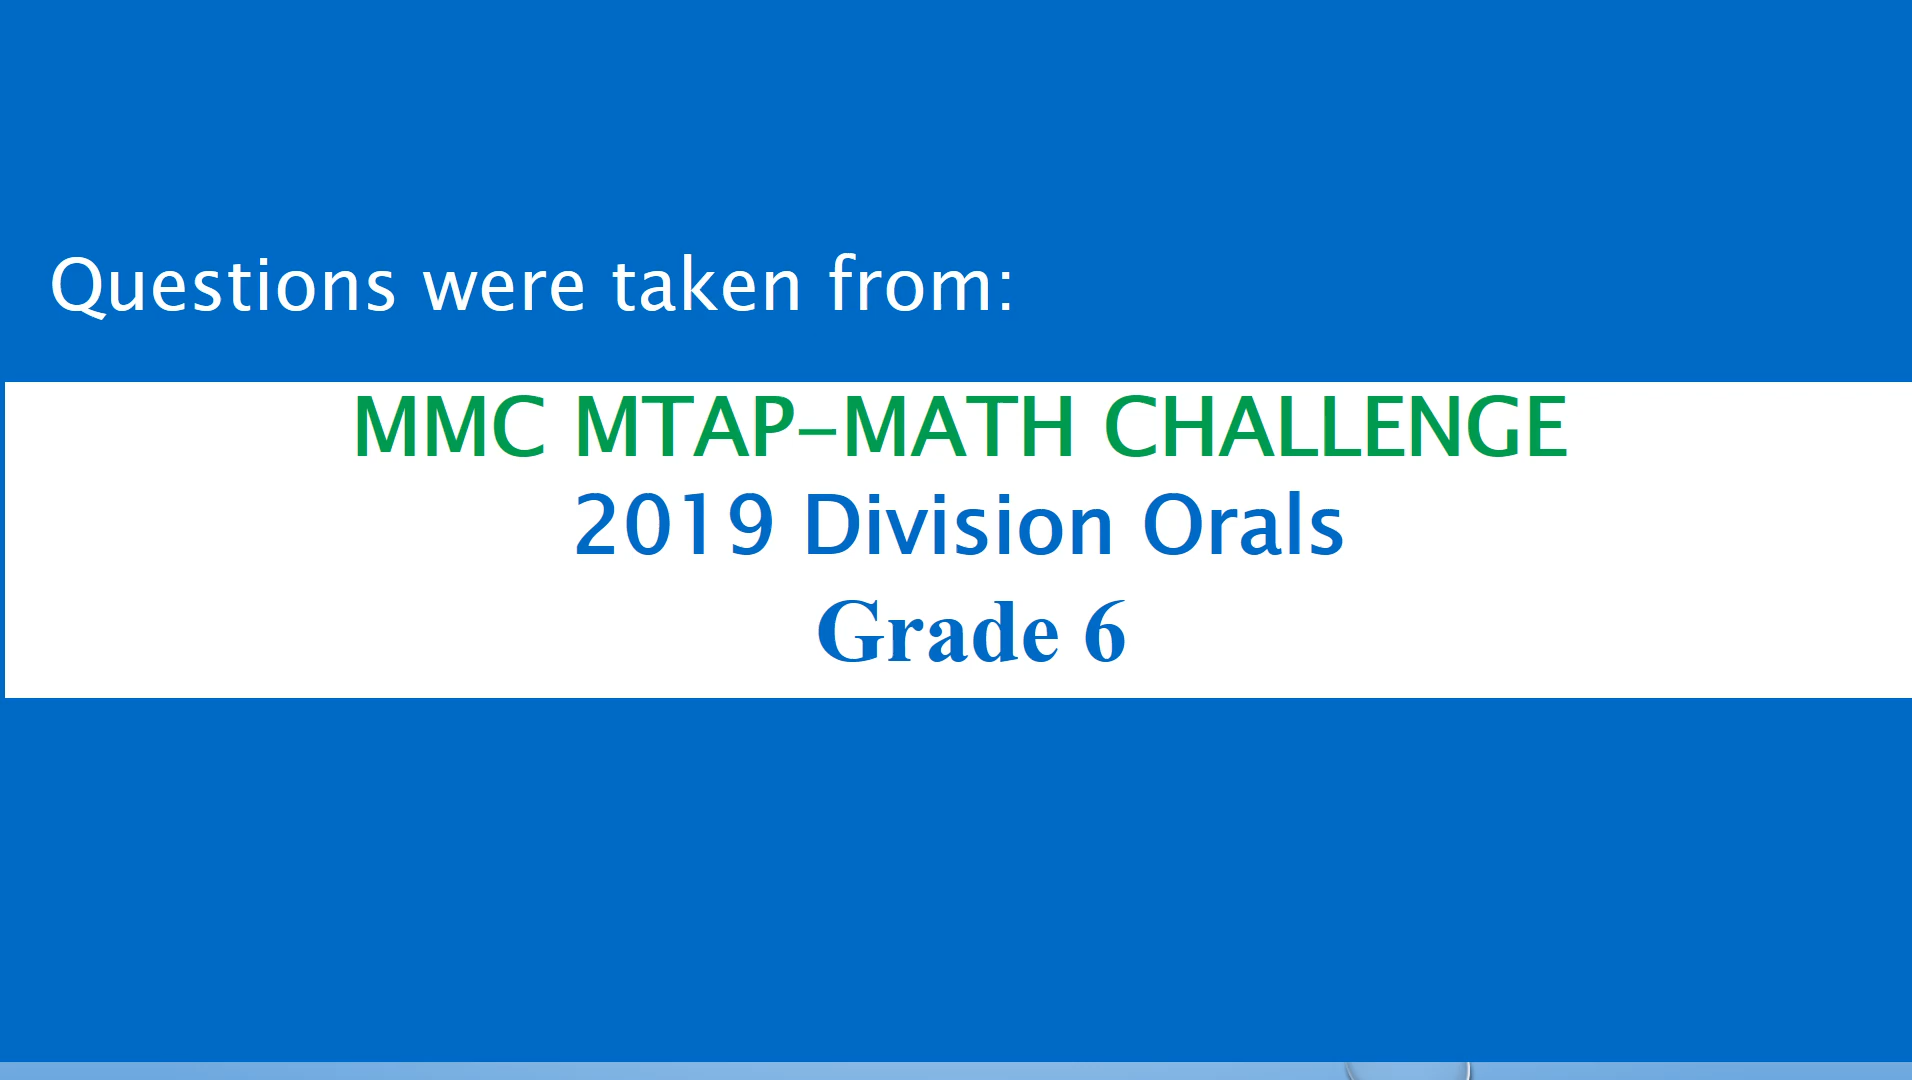 Questions were taken from:
MMC MTAP-MATH CHALLENGE
2019 Division Orals
Grade 6